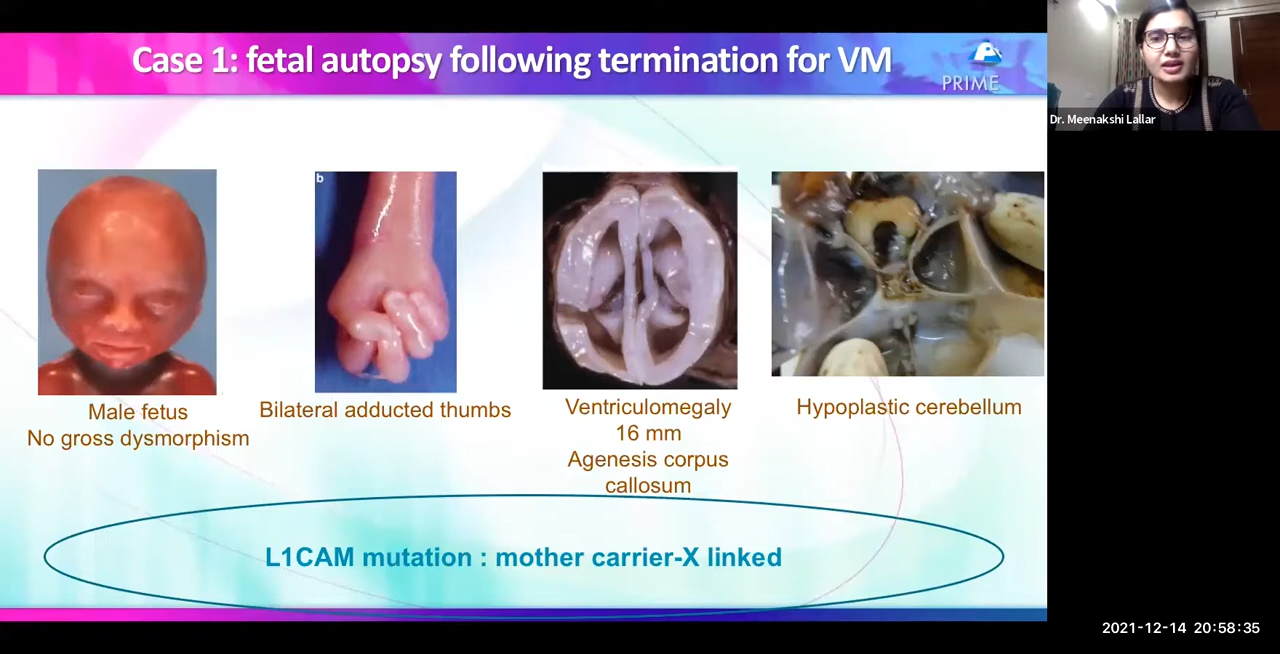 Case 1: fetal autopsy following termination for VM
PRIME
Dr. Meenakshi Lallar
b
Male fetus
No gross dysmorphism
Bilateral adducted thumbs
Ventriculomegaly
16 mm
Agenesis corpus
callosum
Hypoplastic cerebellum
L1CAM mutation : mother carrier-X linked
2021-12-14 20:58:35